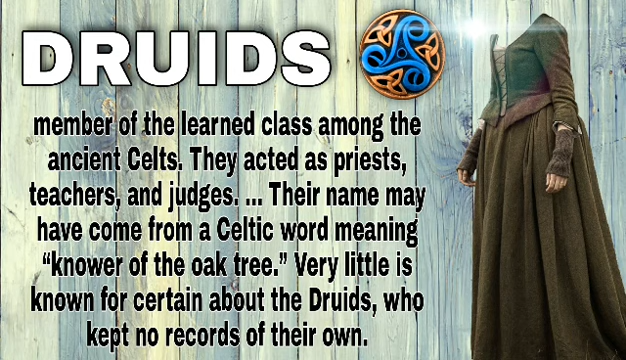 DRUIDS
member of the learned class among the
ancient Celts. They acted as priests,
teachers, and judges. ... Their name may
have come from a Celtic word meaning
“knower of the oak tree.” Very little is
known for certain about the Druids, who
kept no records of their own.